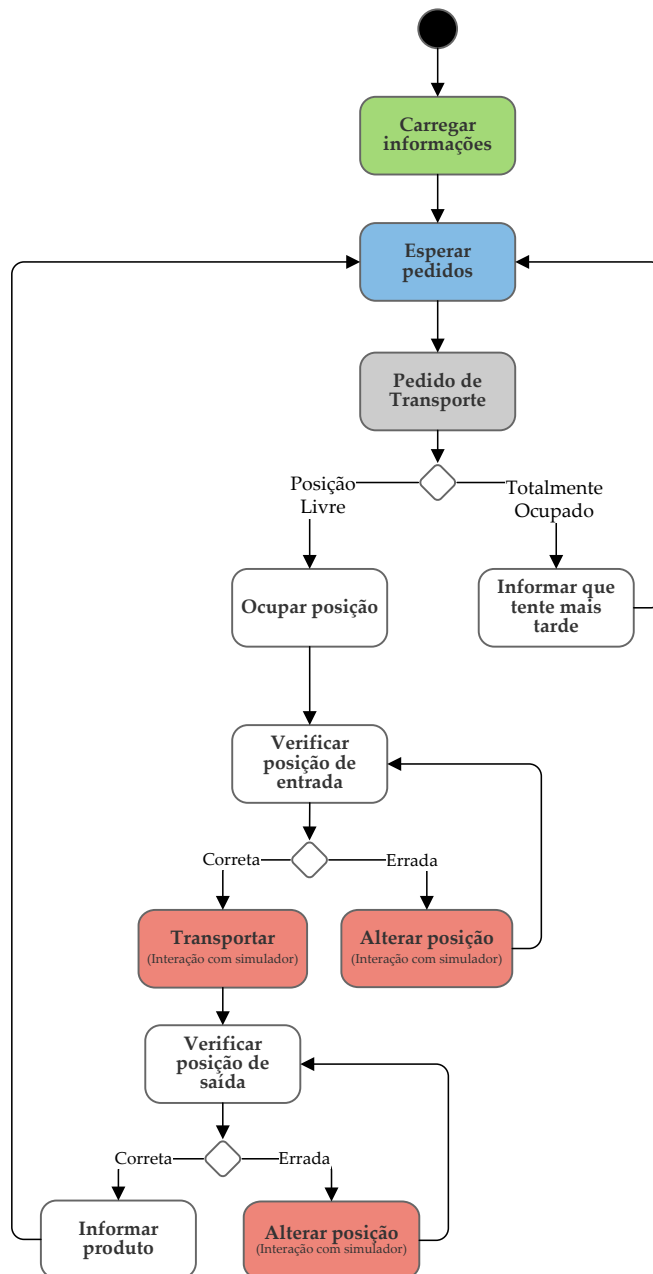 Carregar
informações
Esperar
pedidos
Pedido de
Transporte
Posição
Livre
Totalmente
Ocupado
Ocupar posição
Informar que
tente mais
tarde
Verificar
posição de
entrada
Correta
Errada
Transportar
(Interação com simulador)
Alterar posição
(Interação com simulador)
Verificar
posição de
saída
Correta
Errada
Informar
produto
Alterar posição
(Interação com simulador)